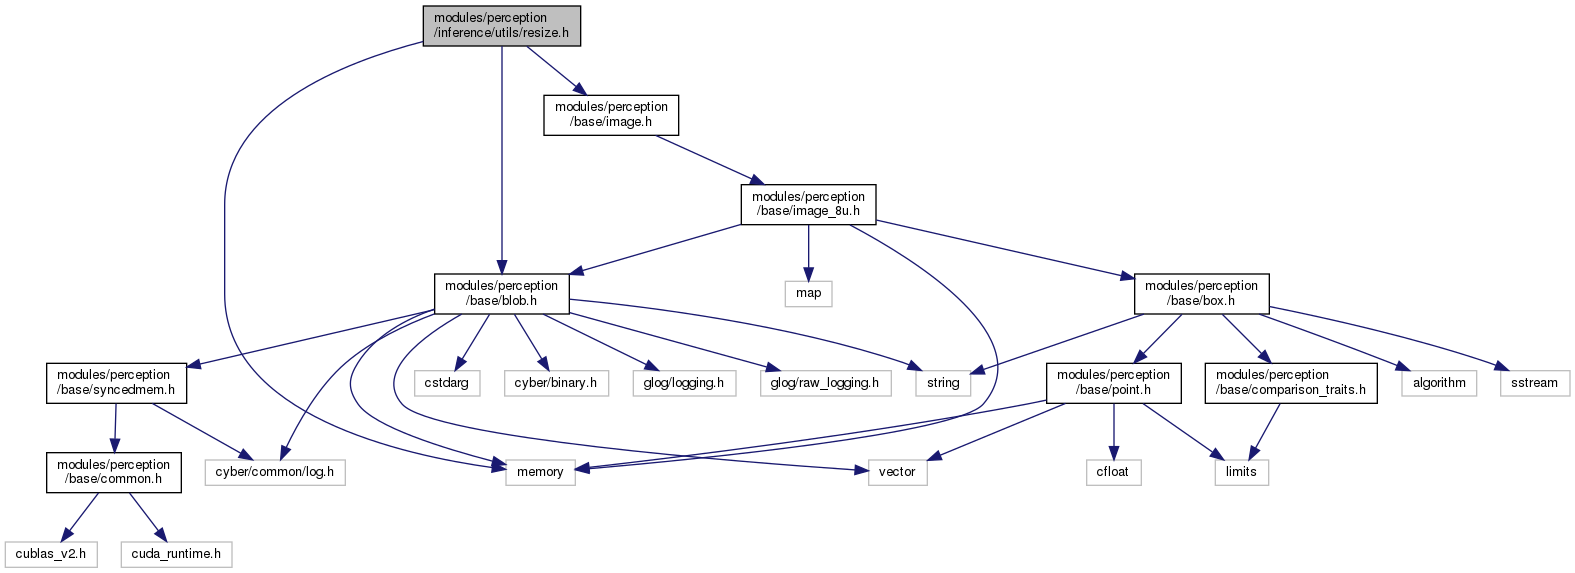 modules/perception
/inference/utils/resize.h
modules/perception
/base/image.h
modules/perception
/base/image_8u.h
modules/perception
/base/blob.h
map
modules/perception
/base/box.h
modules/perception
/base/syncedmem.h
cstdarg
cyber/binary.h
glog/logging.h
glog/raw_logging.h
string
modules/perception
/base/point.h
modules/perception
/base/comparison_traits.h
algorithm
sstream
modules/perception
/base/common.h
cyber/common/log.h
memory
vector
cfloat
limits
cublas_v2.h
cuda_runtime.h